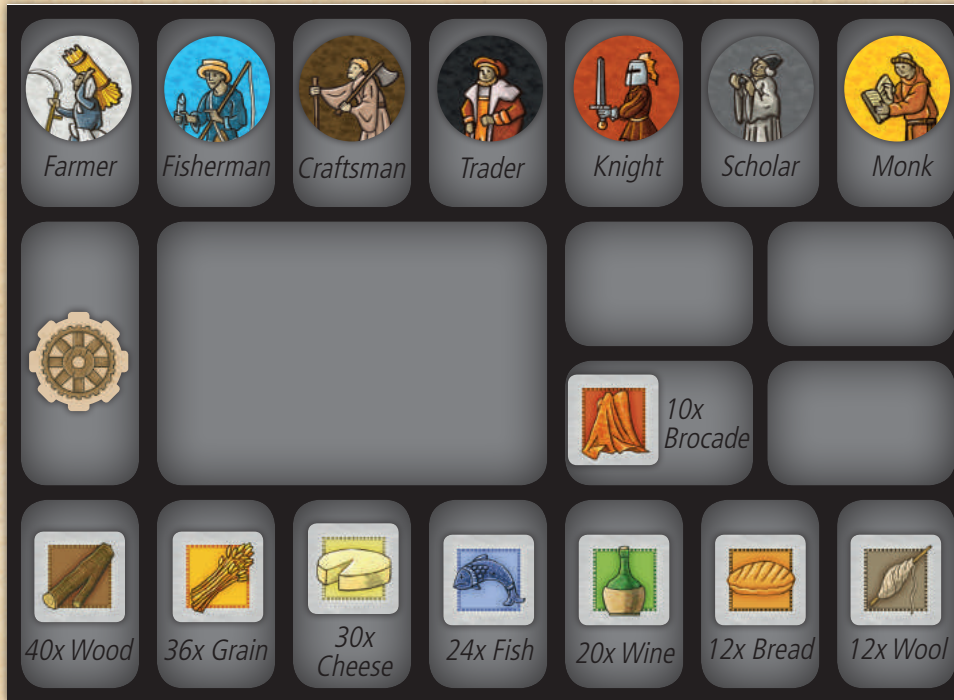 Farmer
Fisherman
Craftsman
Trader
Knight
Scholar
Monk
10x
Brocade
40x Wood
36x Grain
30x
Cheese
24x Fish
20x Wine
12x Bread
12x Wool